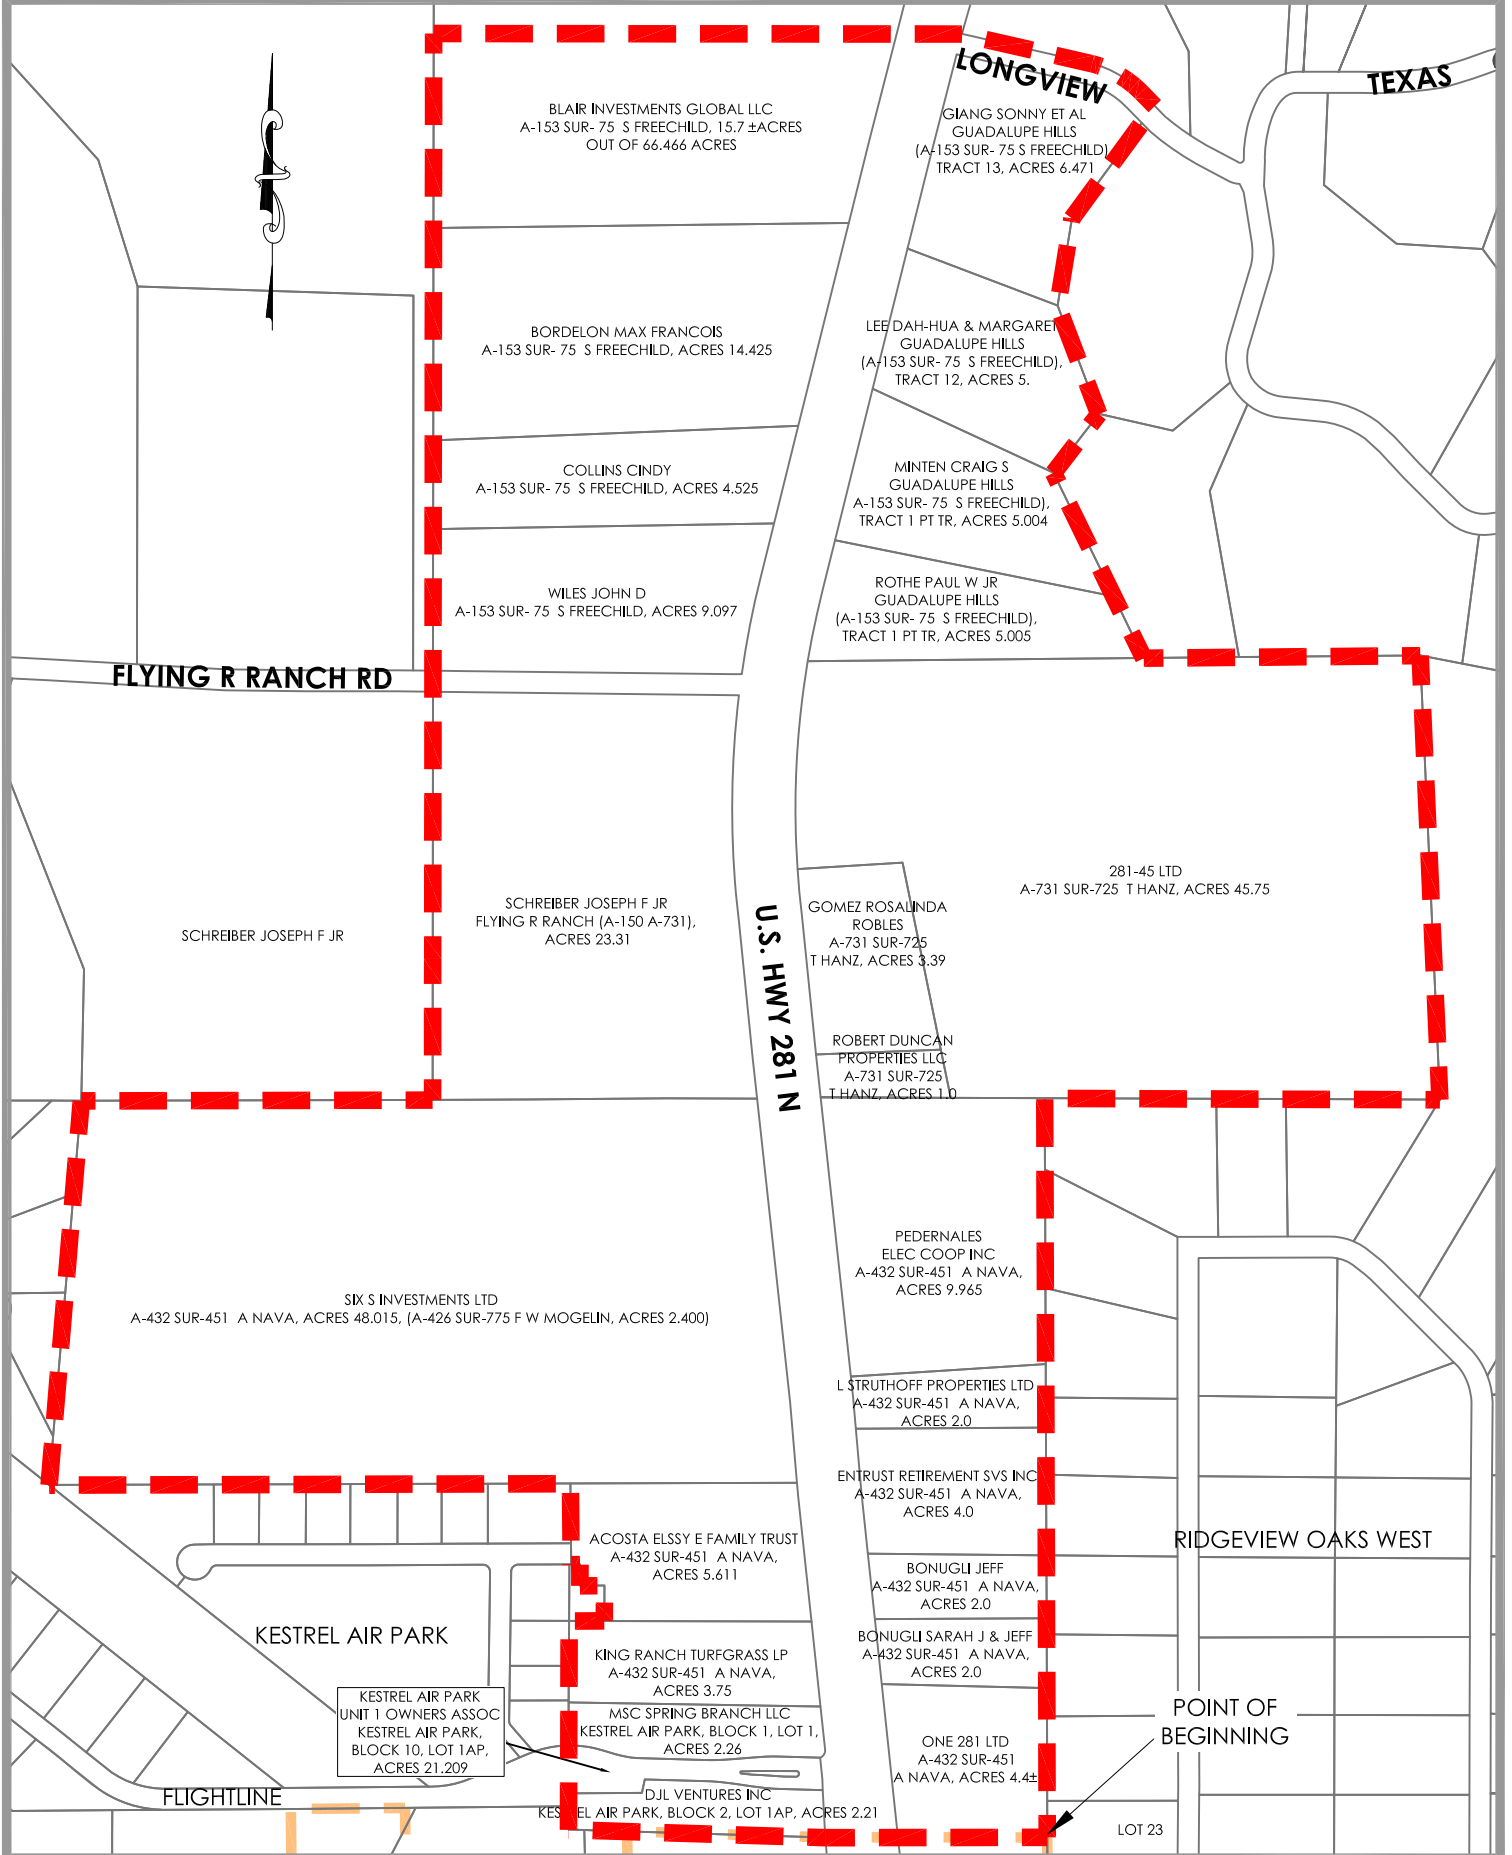 LONGVIEW
TEXAS
BLAIR INVESTMENTS GLOBAL LLC
A-153 SUR- 75 S FREECHILD, 15.7 ±ACRES
OUT OF 66.466 ACRES
GIANG SONNY ET AL
GUADALUPE HILLS
(A-153 SUR- 75 S FREECHILD)
TRACT 13, ACRES 6.471
BORDELON MAX FRANCOIS
A-153 SUR- 75 S FREECHILD, ACRES 14.425
LEE DAH-HUA & MARGARET
GUADALUPE HILLS
(A-153 SUR- 75 S FREECHILD),
TRACT 12, ACRES 5.
COLLINS CINDY
A-153 SUR- 75 S FREECHILD, ACRES 4.525
MINTEN CRAIG S
GUADALUPE HILLS
A-153 SUR- 75 S FREECHILD),
TRACT 1 PT TR, ACRES 5.004
WILES JOHN D
A-153 SUR- 75 S FREECHILD, ACRES 9.097
ROTHE PAUL W JR
GUADALUPE HILLS
(A-153 SUR- 75 S FREECHILD),
TRACT 1 PT TR, ACRES 5.005
FLYING R RANCH RD
281-45 LTD
A-731 SUR-725 T HANZ, ACRES 45.75
SCHREIBER JOSEPH F JR
SCHREIBER JOSEPH F JR
FLYING R RANCH (A-150 A-731),
ACRES 23.31
U.S. HWY 281 N
GOMEZ ROSALINDA
ROBLES
A-731 SUR-725
T HANZ, ACRES 3.39
ROBERT DUNCAN
PROPERTIES LLC
A-731 SUR-725
T HANZ, ACRES 1.0
PEDERNALES
ELEC COOP INC
A-432 SUR-451 A NAVA,
ACRES 9.965
SIX S INVESTMENTS LTD
A-432 SUR-451 A NAVA, ACRES 48.015, (A-426 SUR-775 F W MOGELIN, ACRES 2.400)
L STRUTHOFF PROPERTIES LTD
A-432 SUR-451 A NAVA,
ACRES 2.0
ENTRUST RETIREMENT SVS INC
A-432 SUR-451 A NAVA,
ACRES 4.0
ACOSTA ELSSY E FAMILY TRUST
A-432 SUR-451 A NAVA,
ACRES 5.611
RIDGEVIEW OAKS WEST
BONUGLI JEFF
A-432 SUR-451 A NAVA,
ACRES 2.0
KESTREL AIR PARK
BONUGLI SARAH J & JEFF
A-432 SUR-451 A NAVA,
ACRES 2.0
KING RANCH TURFGRASS LP
A-432 SUR-451 A NAVA,
ACRES 3.75
KESTREL AIR PARK
UNIT 1 OWNERS ASSOC
KESTREL AIR PARK,
BLOCK 10, LOT 1AP,
ACRES 21.209
MSC SPRING BRANCH LLC
KESTREL AIR PARK, BLOCK 1, LOT 1,
ACRES 2.26
POINT OF
BEGINNING
ONE 281 LTD
A-432 SUR-451
A NAVA, ACRES 4.4±
FLIGHTLINE
DJL VENTURES INC
KESTREL AIR PARK, BLOCK 2, LOT 1AP, ACRES 2.21
LOT 23